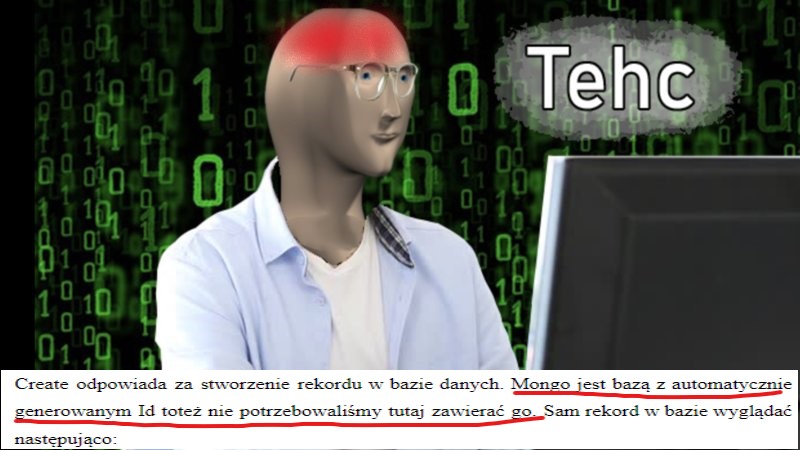 Tehc
Create odpowiada za stworzenie rekordu w bazie danych. Mongo jest bazą z automatycznie
generowanym Id toteż nie potrzebowaliśmy tutaj zawierać go. Sam rekord w bazie wyglądać
następująco: